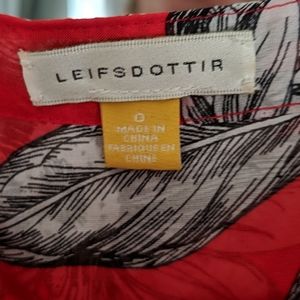 LEIFSDOTTIR
0
MADE IN
CHINA
FABRIQUE EN
CHINE